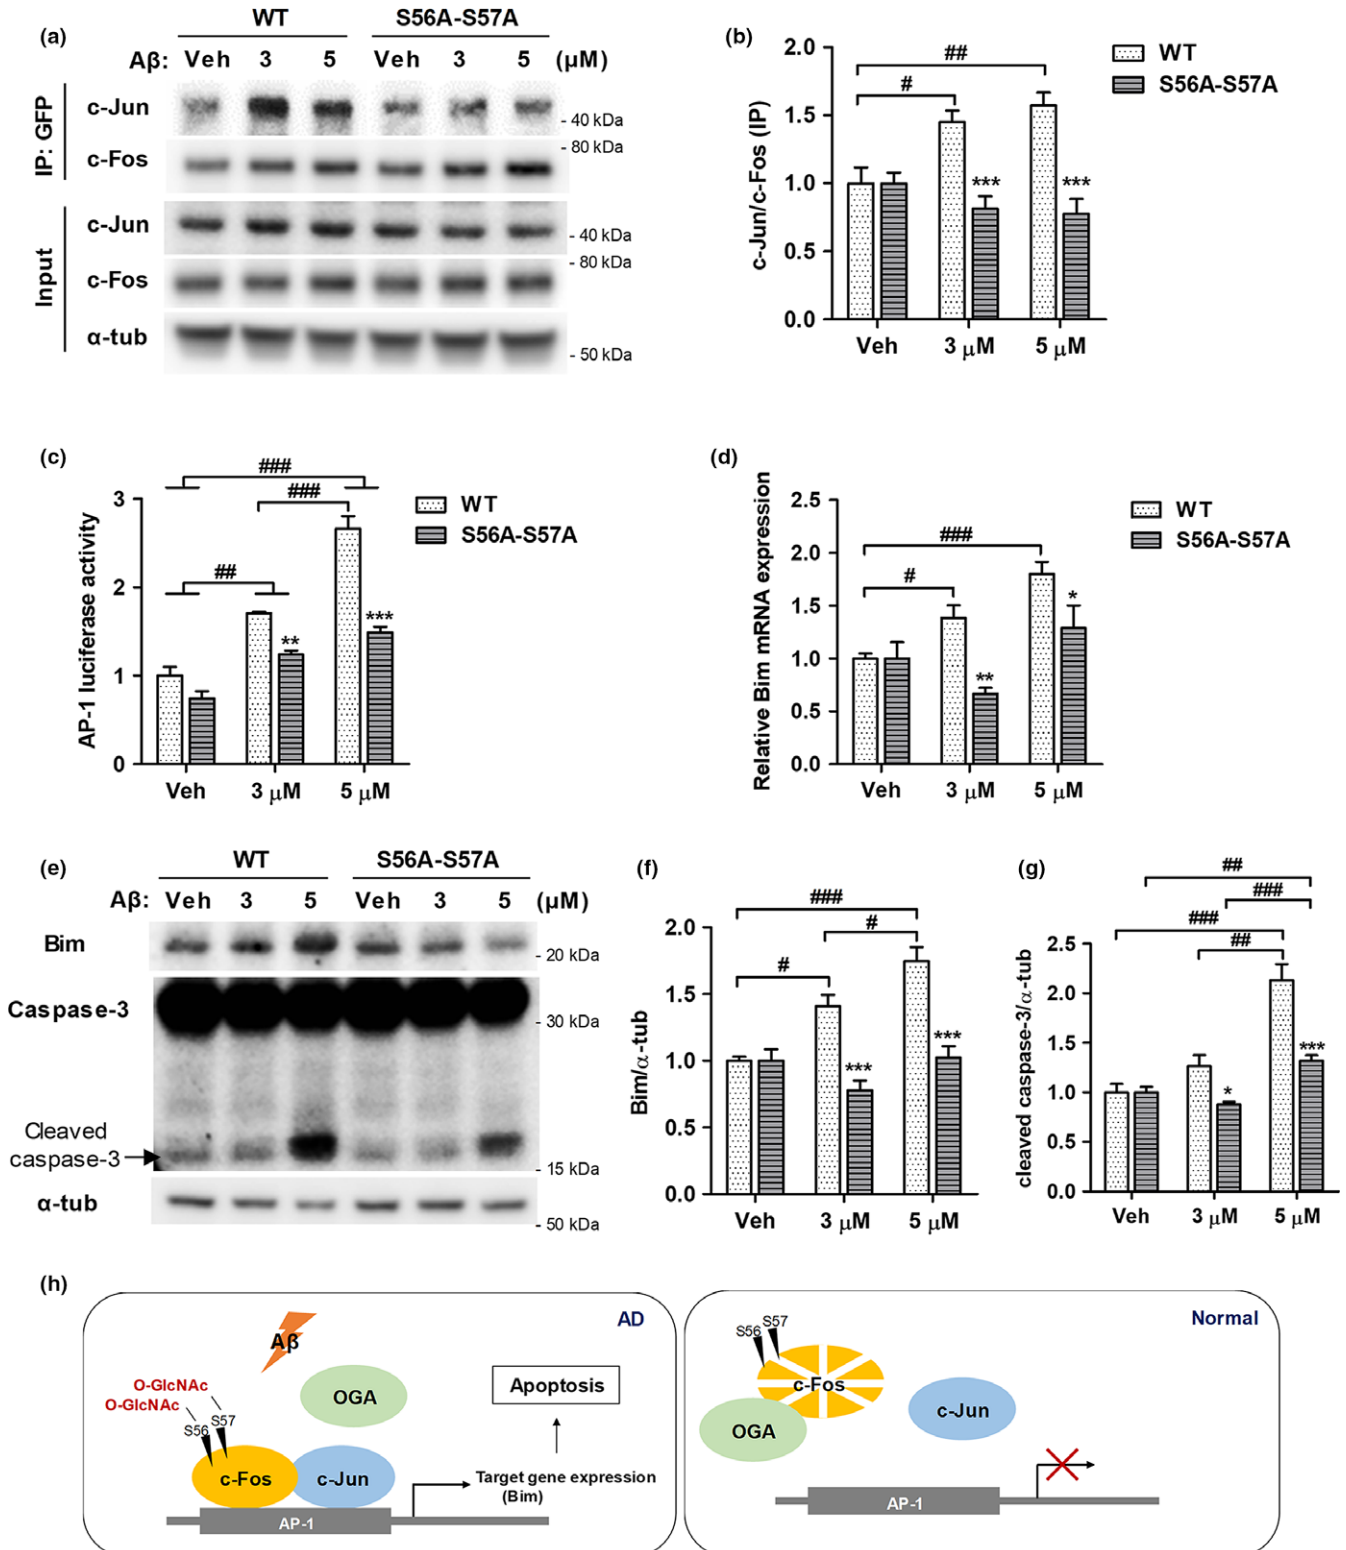 (a)
WT
S56A-S57A
Aβ: Veh 3 5 Veh 3 5 (μM)
IP: GFP
c-Jun
- 40 kDa
- 80 kDa
c-Fos
Input
c-Jun
- 40 kDa
- 80 kDa
c-Fos
α-tub
- 50 kDa
(b)
c-Jun/c-Fos (IP)
2.0
1.5
1.0
0.5
0.0
##
#
***
***
Veh 3 μM 5 μM
WT
S56A-S57A
(c)
AP-1 luciferase activity
3
2
1
0
###
###
##
**
***
Veh 3 μM 5 μM
WT
S56A-S57A
(d)
Relative Bim mRNA expression
2.5
2.0
1.5
1.0
0.5
0.0
###
#
**
*
Veh 3 μM 5 μM
WT
S56A-S57A
(e)
WT
S56A-S57A
Aβ: Veh 3 5 Veh 3 5 (μM)
Bim
- 20 kDa
Caspase-3
- 30 kDa
Cleaved
caspase-3
- 15 kDa
α-tub
- 50 kDa
(f)
Bim/α-tub
2.0
1.5
1.0
0.5
0.0
###
#
#
***
***
Veh 3 μM 5 μM
(g)
cleaved caspase-3/α-tub
2.5
2.0
1.5
1.0
0.5
0.0
##
###
###
##
*
***
Veh 3 μM 5 μM
(h)
AD
Aβ
OGA
O-GlcNAc
O-GlcNAc
S56
S57
c-Fos
c-Jun
AP-1
Apoptosis
Target gene expression
(Bim)
Normal
S56
S57
c-Fos
OGA
c-Jun
AP-1